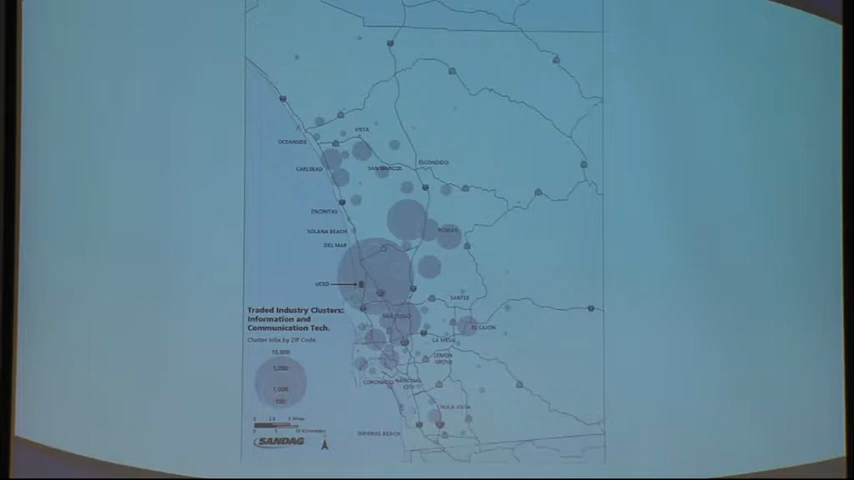 VISTA
OCEANSIDE
ESCONDIDO
CARLSBAD
SAN MARCOS
ENCINITAS
SOLANA BEACH
POWAY
DEL MAR
UCSD
SANTEE
Traded Industry Clusters:
Information and
Communication Tech.
SAN DIEGO
EL CAJON
Cluster Jobs by ZIP Code
LA MESA
10,000
LEMON
GROVE
5,000
CORONADO
NATIONAL
CITY
1,000
100
CHULA VISTA
IMPERIAL BEACH
SANDAG